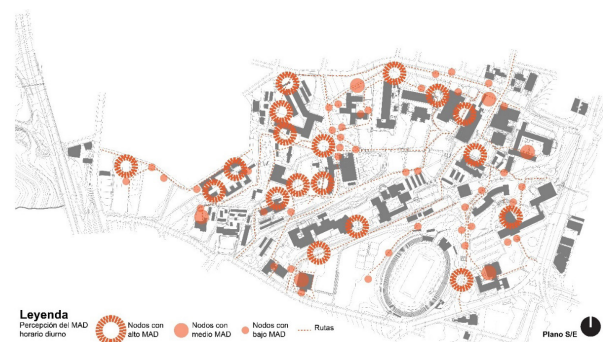 Leyenda
Percepción del MAD
horario diurno
Nodos con
alto MAD
Nodos con
medio MAD
Nodos con
bajo MAD
Rutas
Plano S/E